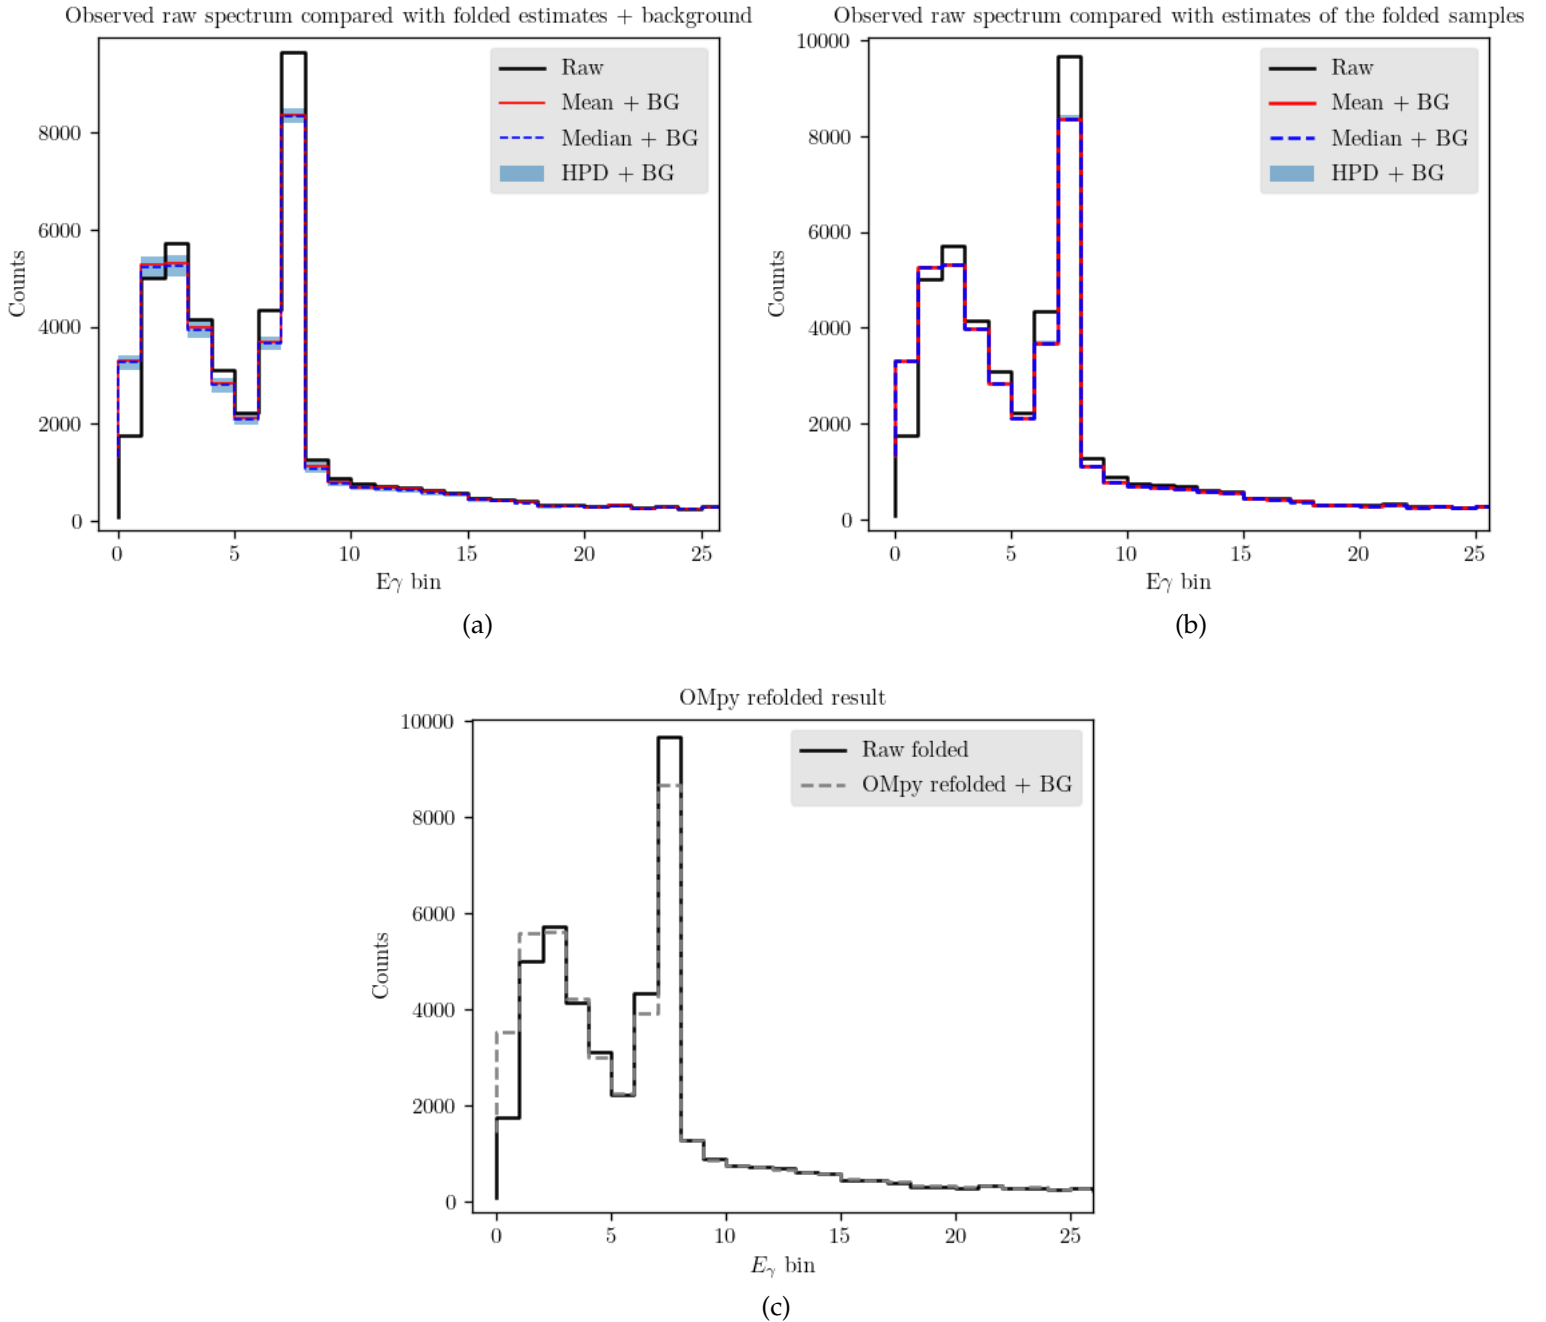 Observed raw spectrum compared with folded estimates + background
Raw
Mean + BG
Median + BG
HPD + BG
8000
6000
4000
2000
0
Counts
0 5 10 15 20 25
Eγ bin
(a)
Observed raw spectrum compared with estimates of the folded samples
Raw
Mean + BG
Median + BG
HPD + BG
10000
8000
6000
4000
2000
0
Counts
0 5 10 15 20 25
Eγ bin
(b)
OMpy refolded result
Raw folded
OMpy refolded + BG
10000
8000
6000
4000
2000
0
Counts
0 5 10 15 20 25
Eγ bin
(c)